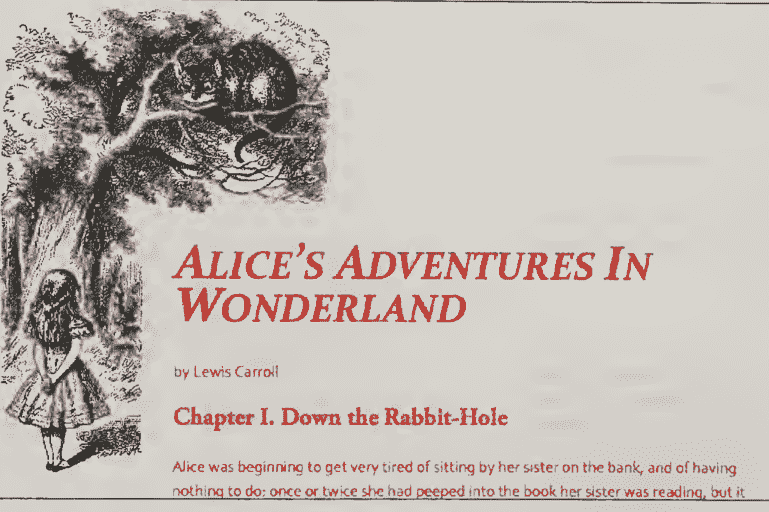 ALICE'S ADVENTURES IN
WONDERLAND
by Lewis Carroll
Chapter I. Down the Rabbit-Hole
Alice was beginning to get very tired of sitting by her sister on the bank, and of having
nothing to do: once or twice she had peeped into the book her sister was reading, but it